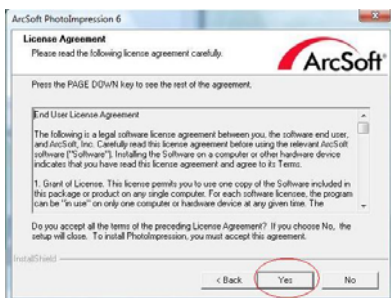 ArcSoft PhotoImpression 6
License Agreement
Please read the following license agreement carefully.
ArcSoft
Press the PAGE DOWN key to see the rest of the agreement.
End User License Agreement
The following is a legal software license agreement between you, the software end user,
and ArcSoft, Inc. Carefully read this license agreement before using the relevant ArcSoft
software ("Software"). Installing the Software on a computer or other hardware device
indicates that you have read this license agreement and agree to its Terms.
1. Grant of License. This license permits you to use one copy of the Software included in
this package or product on any single computer. For each software licensee, the program
can be "in use" on only one computer or hardware device at any given time. The
Do you accept all the terms of the preceding License Agreement? If you choose No, the
setup will close. To install PhotoImpression, you must accept this agreement.
InstallShield
< Back
Yes
No